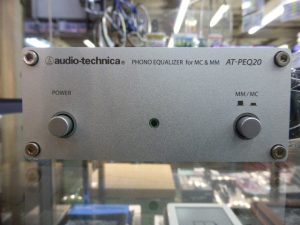 audio-technica® PHONO EQUALIZER for MC & MM AT-PEQ20
POWER MM/MC